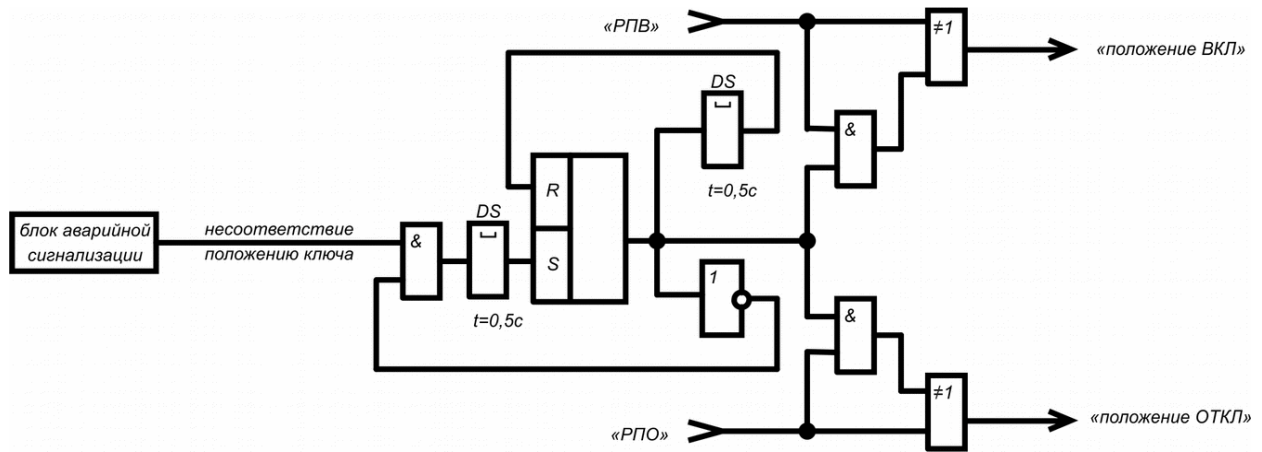 «РПВ»
≠1
«положение ВКЛ»
DS
&
t=0,5с
R
DS
блок аварийной
сигнализации
несоответствие
положению ключа
&
S
1
t=0,5с
&
≠1
«положение ОТКЛ»
«РПО»